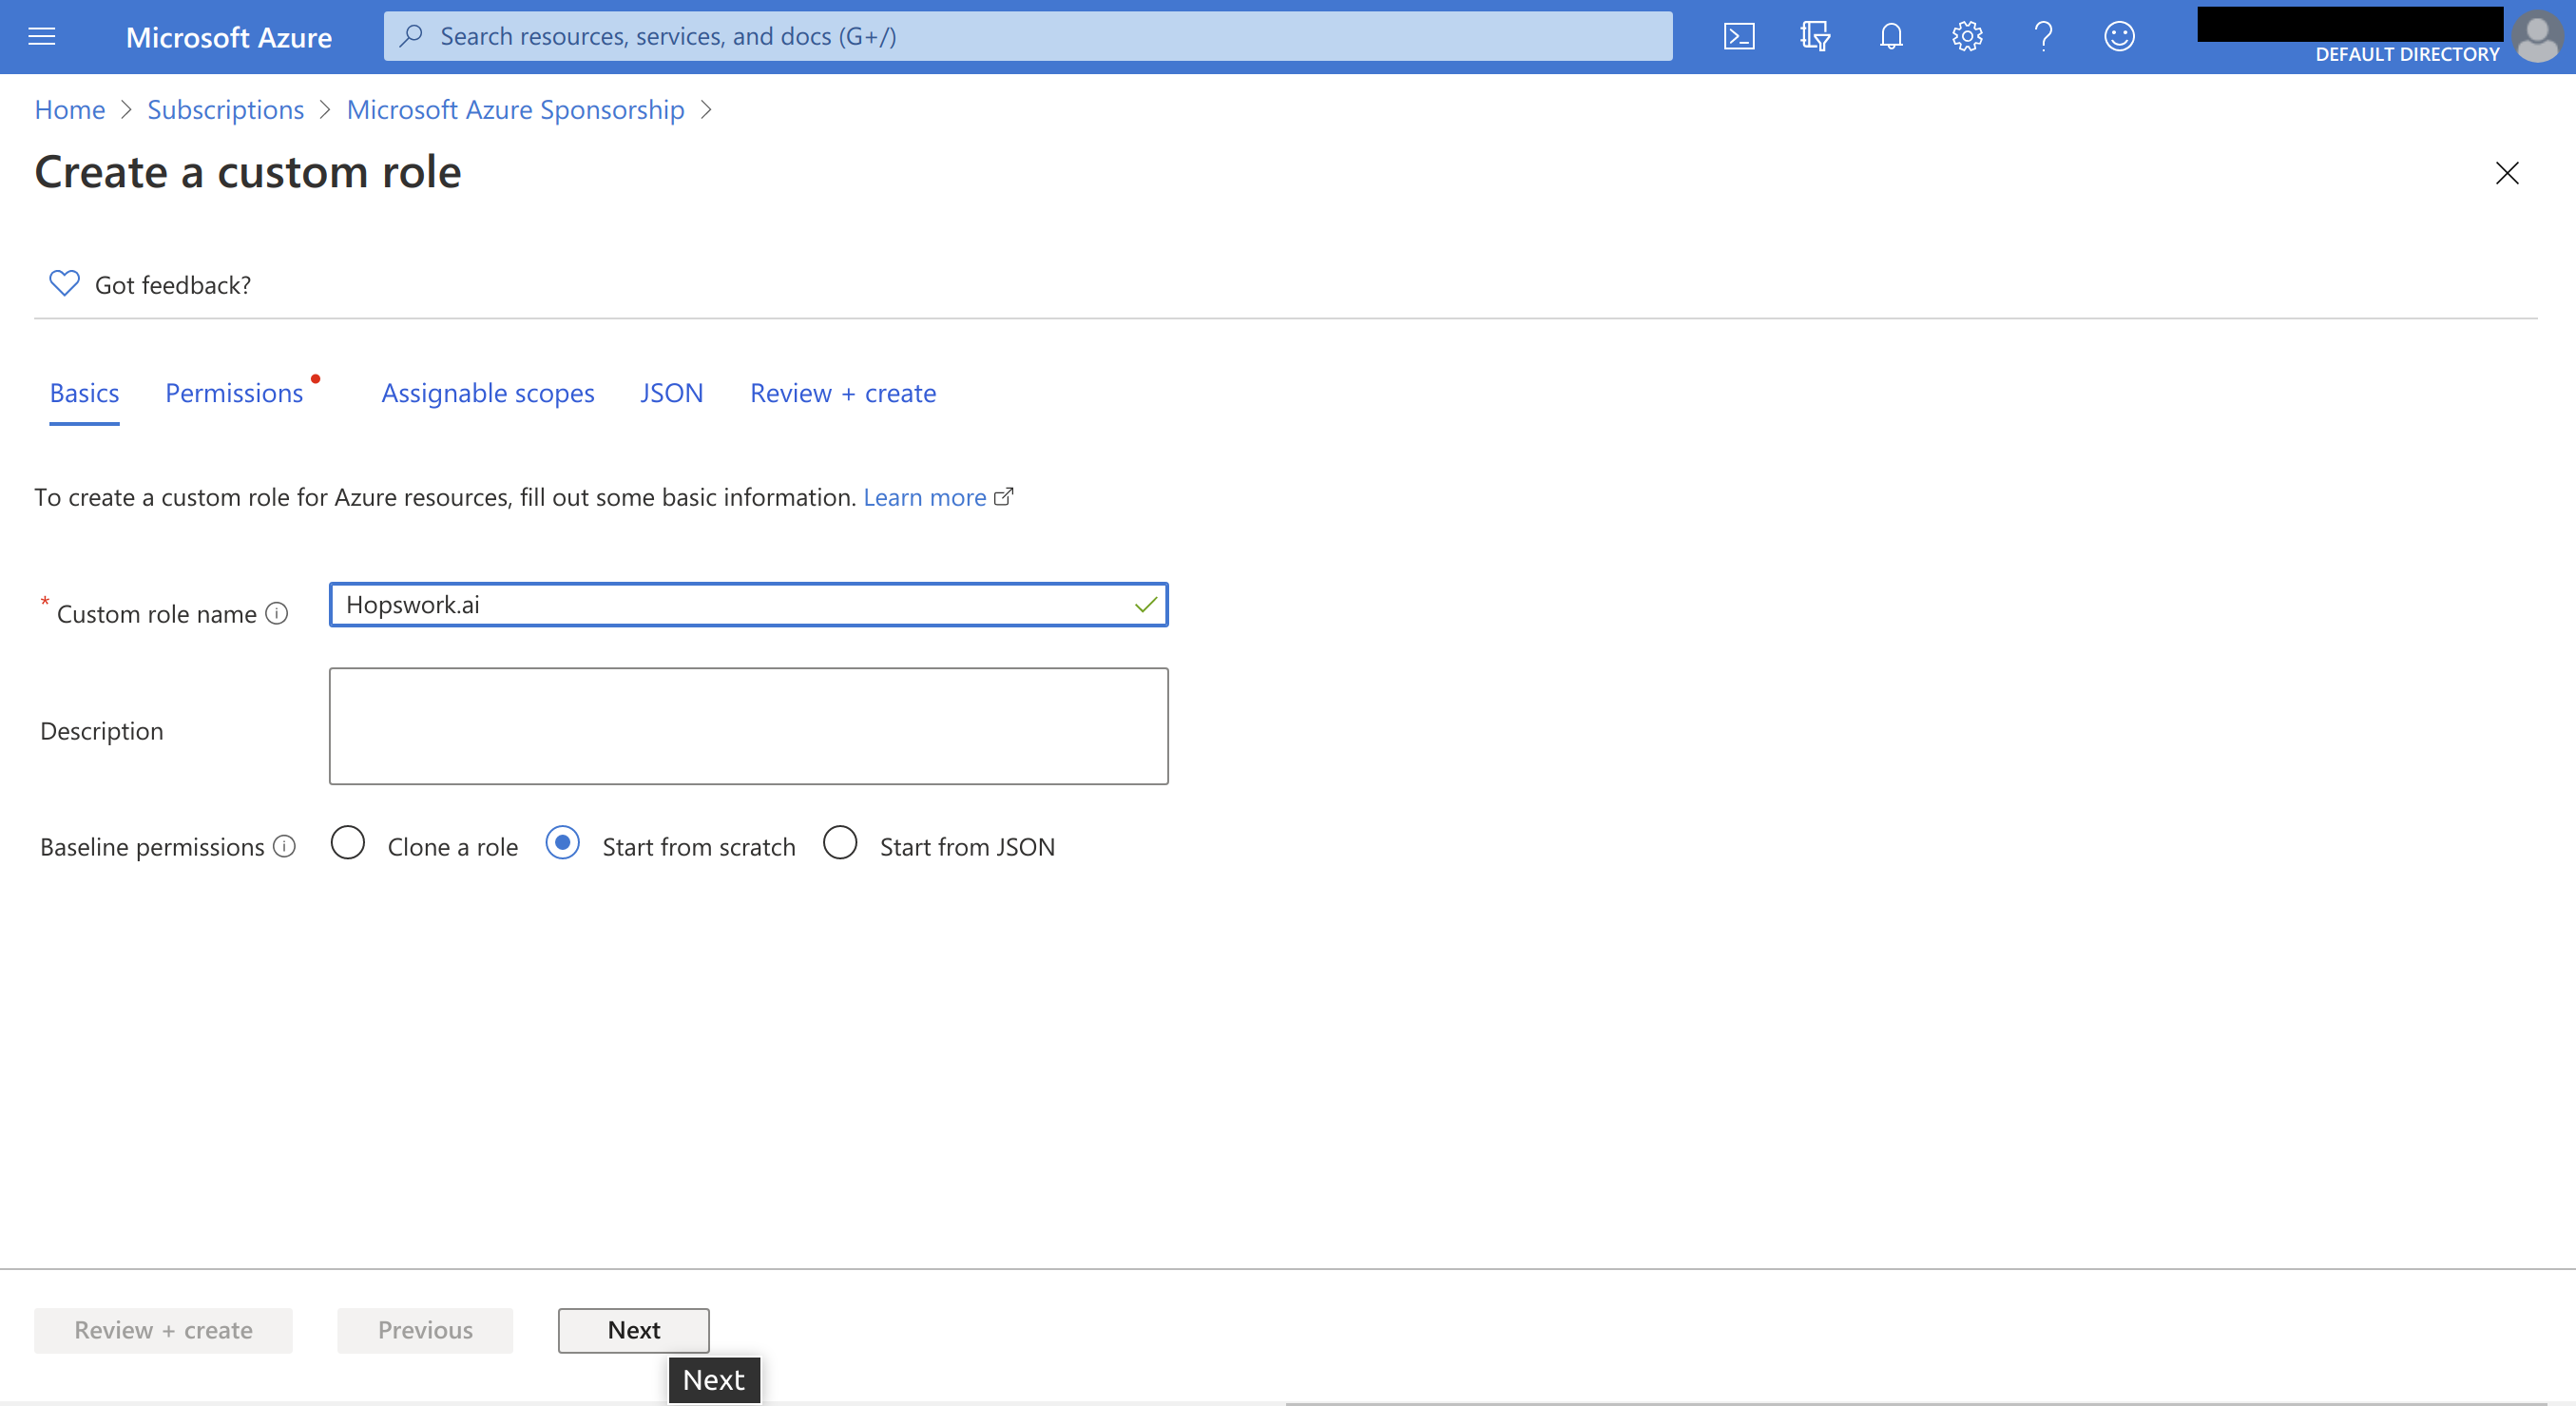 Microsoft Azure
Search resources, services, and docs (G+/)
DEFAULT DIRECTORY
Home > Subscriptions > Microsoft Azure Sponsorship >
Create a custom role
Got feedback?
Basics Permissions Assignable scopes JSON Review + create
To create a custom role for Azure resources, fill out some basic information. Learn more
* Custom role name
Hopswork.ai
Description
Baseline permissions Clone a role Start from scratch Start from JSON
Review + create Previous Next
Next